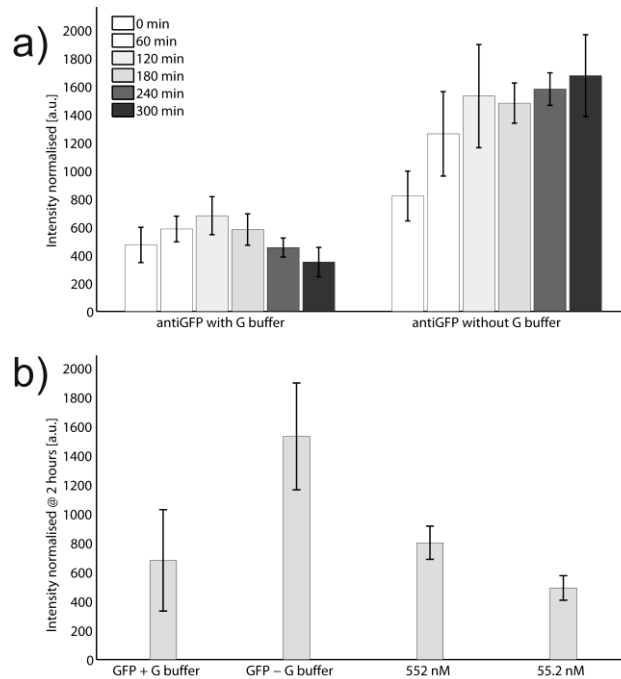 a)
0 min
60 min
120 min
180 min
240 min
300 min
Intensity normalised [a.u.]
2000
1800
1600
1400
1200
1000
800
600
400
200
0
antiGFP with G buffer
antiGFP without G buffer
b)
Intensity normalised @ 2 hours [a.u.]
2000
1800
1600
1400
1200
1000
800
600
400
200
0
GFP + G buffer
GFP – G buffer
552 nM
55.2 nM